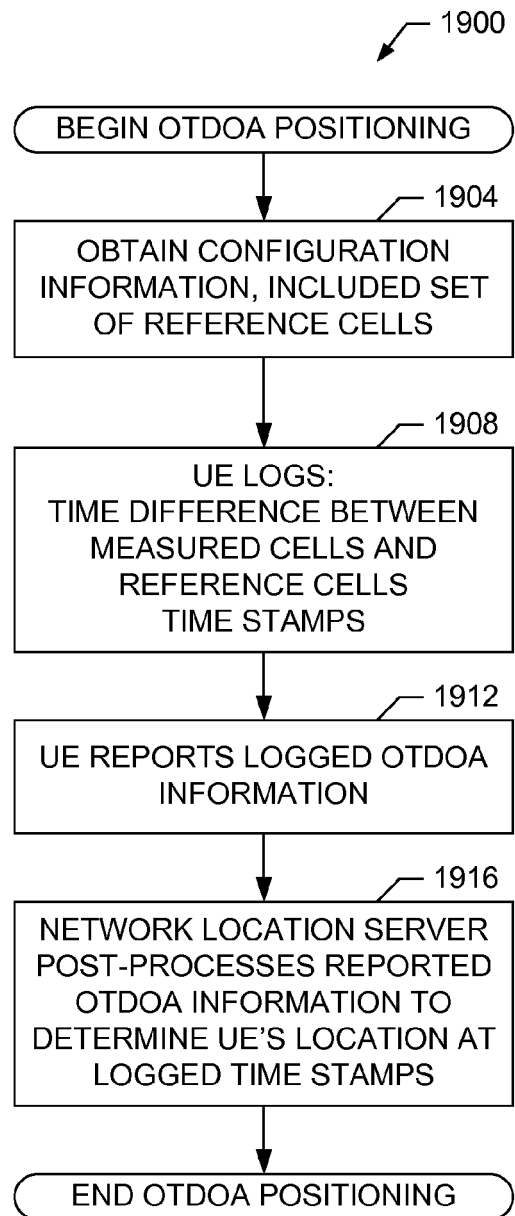 1900
BEGIN OTDOA POSITIONING
1904
OBTAIN CONFIGURATION
INFORMATION, INCLUDED SET
OF REFERENCE CELLS
1908
UE LOGS:
TIME DIFFERENCE BETWEEN
MEASURED CELLS AND
REFERENCE CELLS
TIME STAMPS
1912
UE REPORTS LOGGED OTDOA
INFORMATION
1916
NETWORK LOCATION SERVER
POST-PROCESSES REPORTED
OTDOA INFORMATION TO
DETERMINE UE'S LOCATION AT
LOGGED TIME STAMPS
END OTDOA POSITIONING